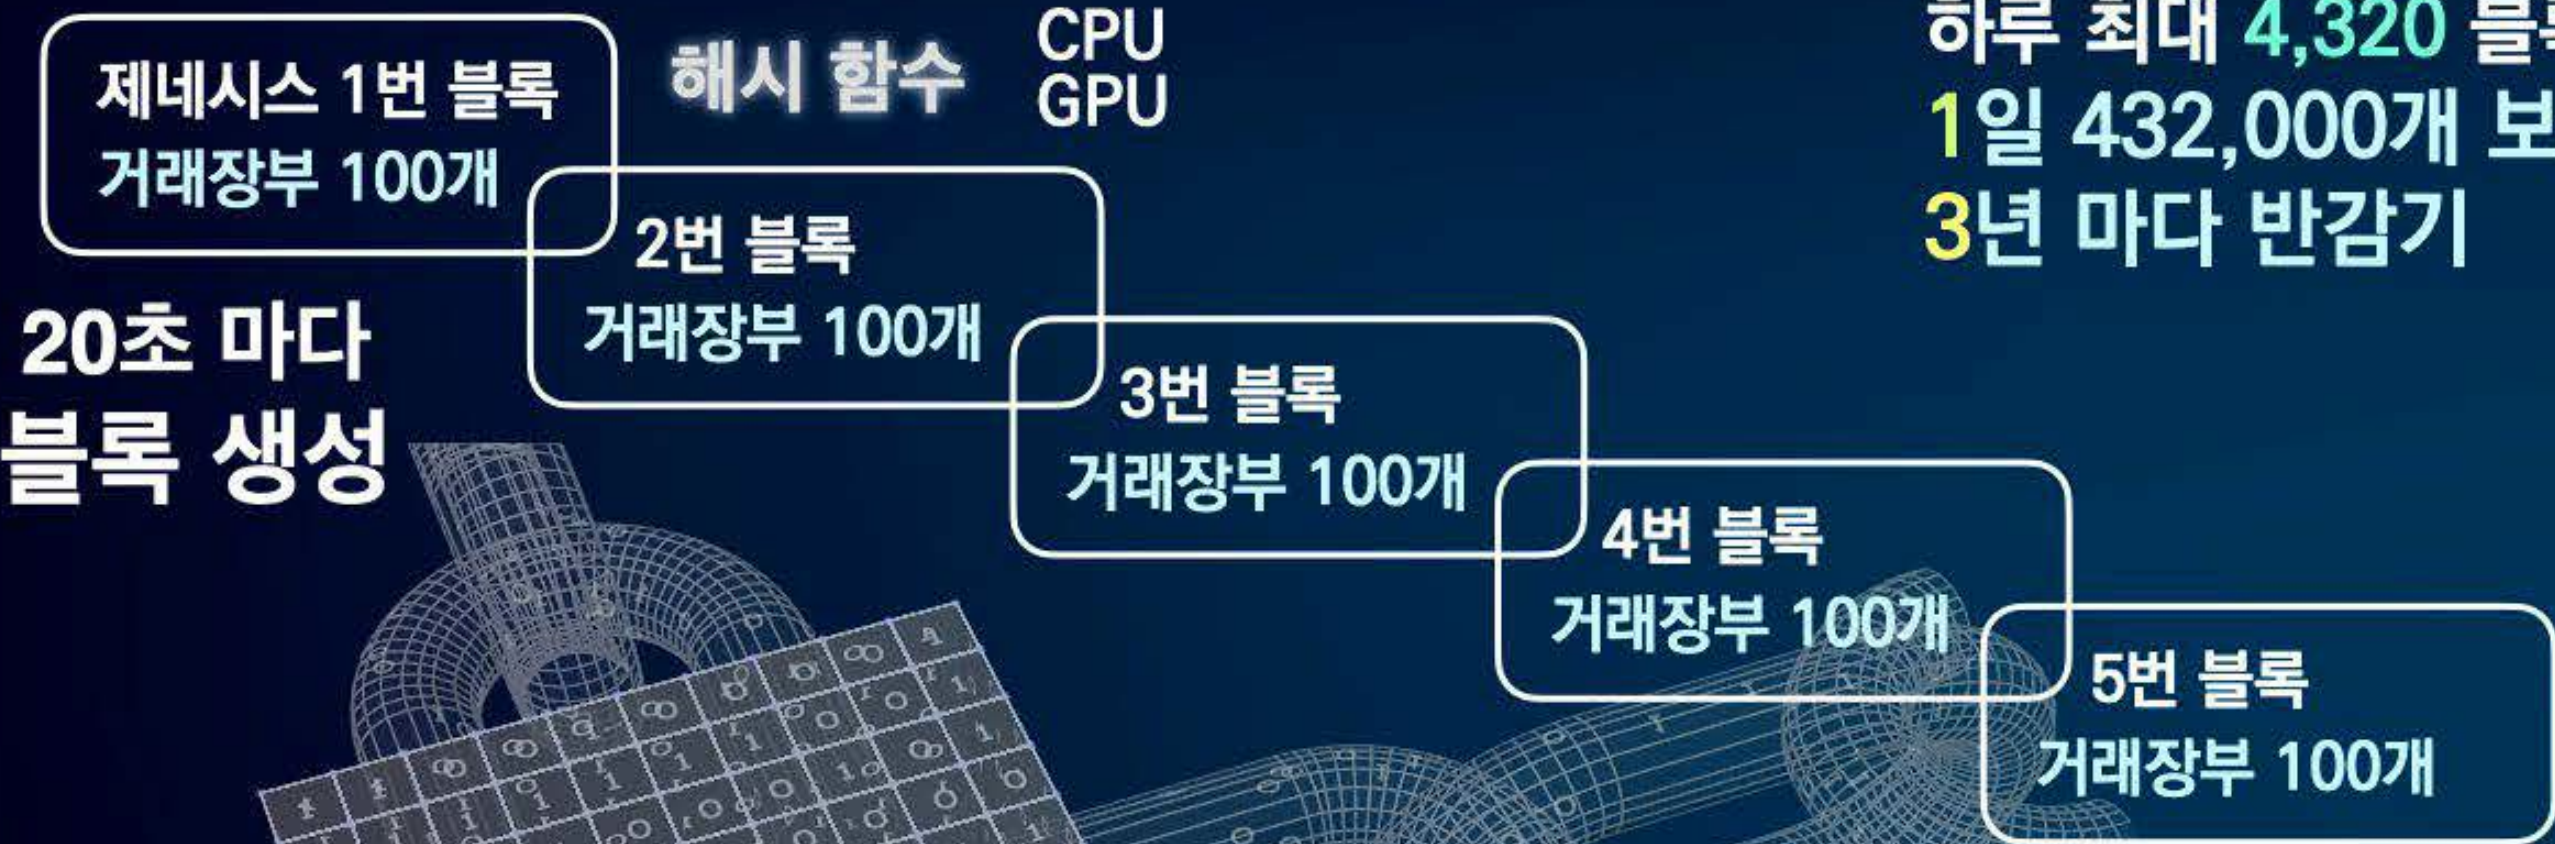 제네시스 1번 블록
거래장부 100개
해시 함수
CPU
GPU
하루 최대 4,320
1일 432,000개
3년 마다 반감기
20초 마다
블록 생성
2번 블록
거래장부 100개
3번 블록
거래장부 100개
4번 블록
거래장부 100개
5번 블록
거래장부 100개